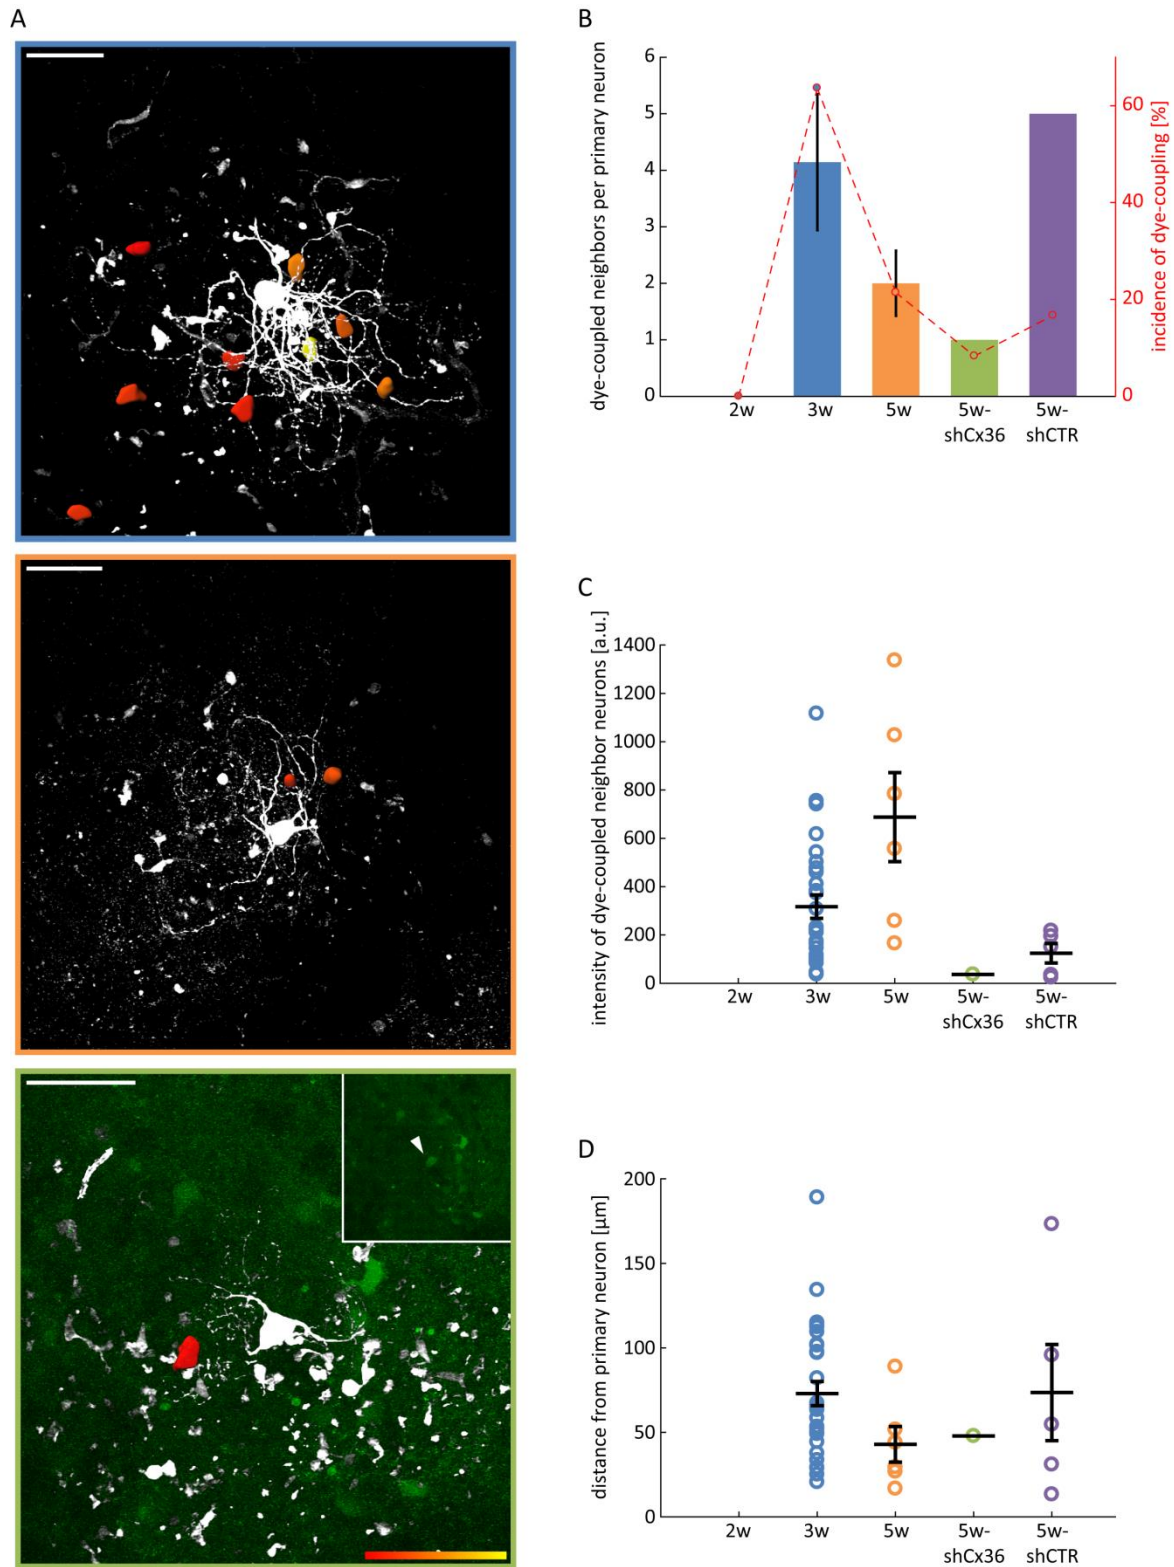 A
B
dye-coupled neighbors per primary neuron
6
5
4
3
2
1
0
incidence of dye-coupling [%]
60
40
20
0
2w
3w
5w
5w-
shCx36
5w-
shCTR
C
intensity of dye-coupled neighbor neurons [a.u.]
1400
1200
1000
800
600
400
200
0
2w
3w
5w
5w-
shCx36
5w-
shCTR
D
distance from primary neuron [μm]
200
150
100
50
0
2w
3w
5w
5w-
shCx36
5w-
shCTR